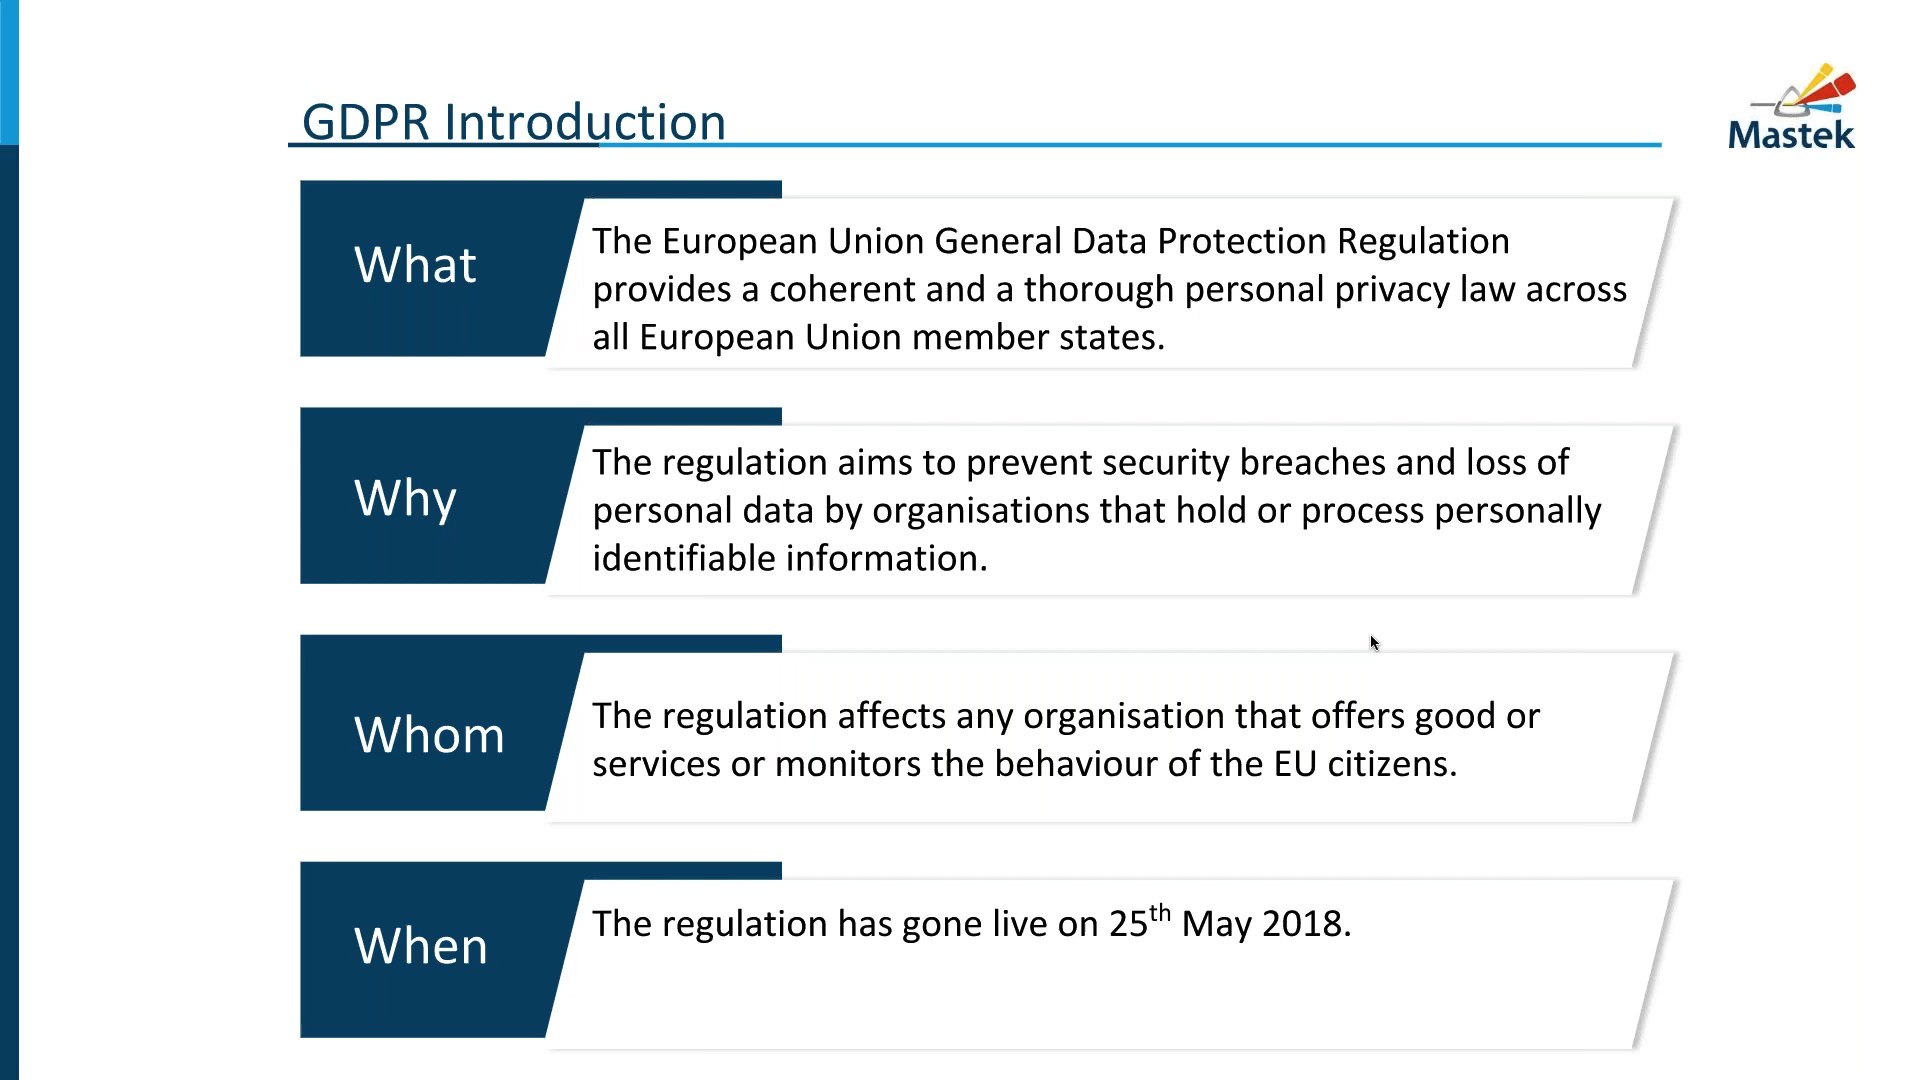 GDPR Introduction
Mastek
What
The European Union General Data Protection Regulation
provides a coherent and a thorough personal privacy law across
all European Union member states.
Why
The regulation aims to prevent security breaches and loss of
personal data by organisations that hold or process personally
identifiable information.
Whom
The regulation affects any organisation that offers good or
services or monitors the behaviour of the EU citizens.
When
The regulation has gone live on 25th May 2018.